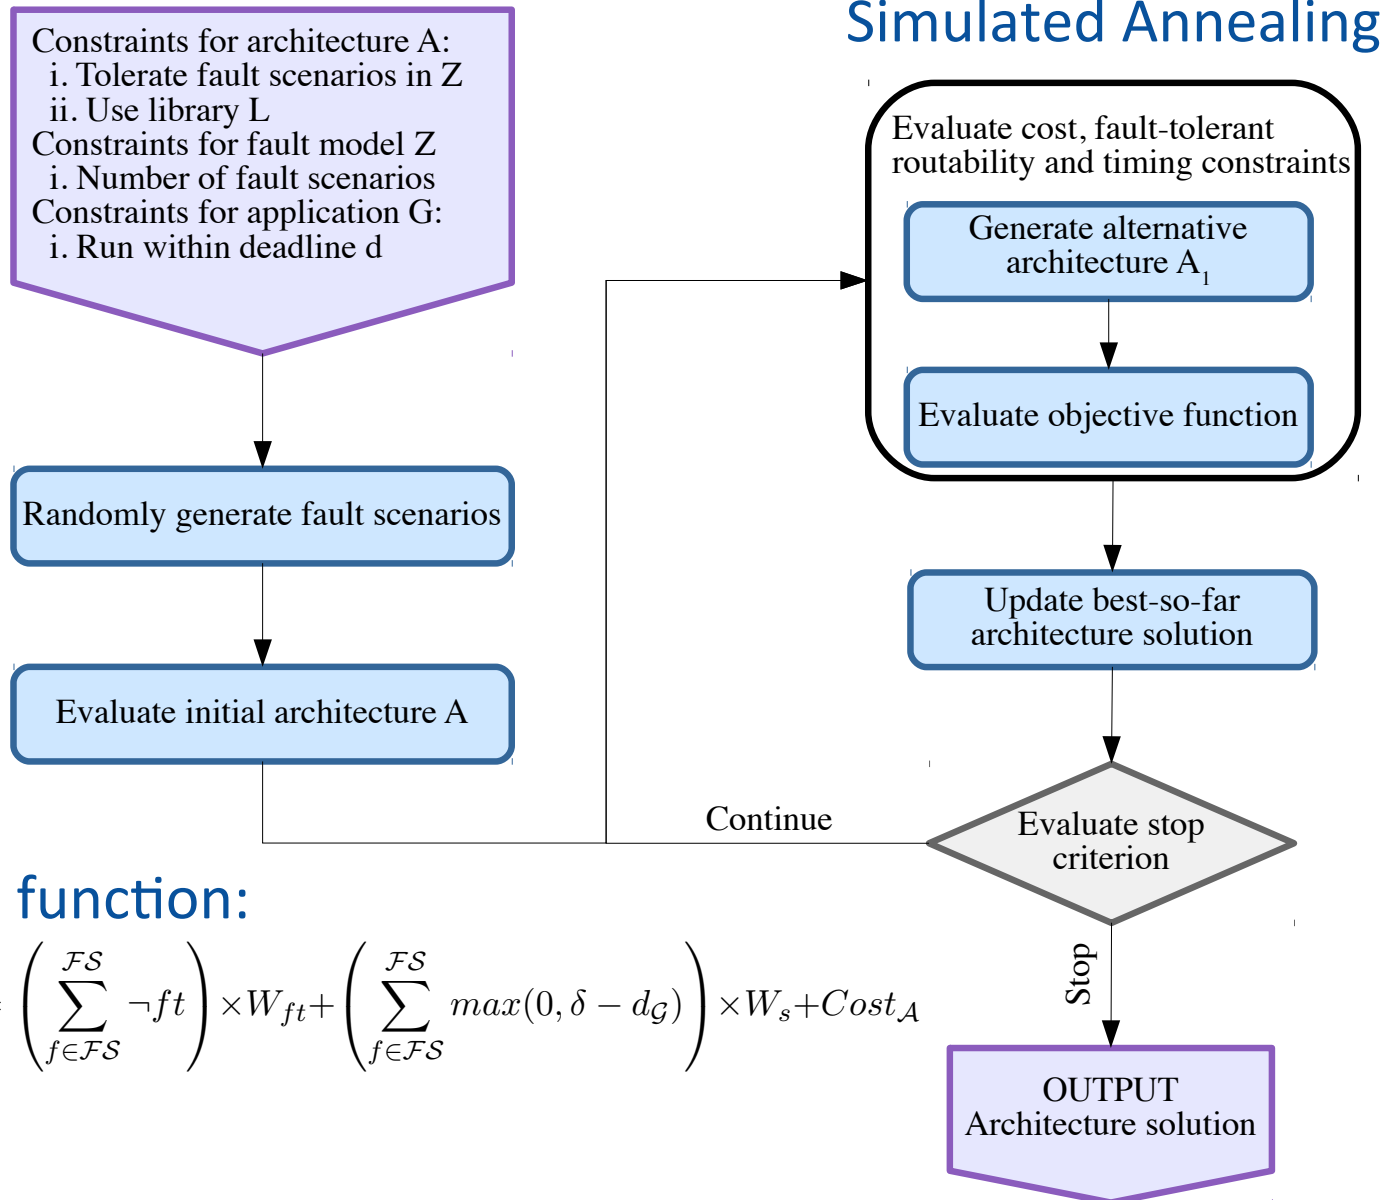 Simulated Annealing
Constraints for architecture A:
i. Tolerate fault scenarios in Z
ii. Use library L
Constraints for fault model Z
i. Number of fault scenarios
Constraints for application G:
i. Run within deadline d
Randomly generate fault scenarios
Evaluate initial architecture A
Evaluate cost, fault-tolerant
routability and timing constraints
Generate alternative
architecture A₁
Evaluate objective function
Update best-so-far
architecture solution
Evaluate stop
criterion
Continue
Stop
OUTPUT
Architecture solution
function:
= (∑_{f∈ℱ𝒮}^{ℱ𝒮} ¬ft) ×W_{ft}+ (∑_{f∈ℱ𝒮}^{ℱ𝒮} max(0, δ − d_𝒢)) ×W_s+Cost_𝒜